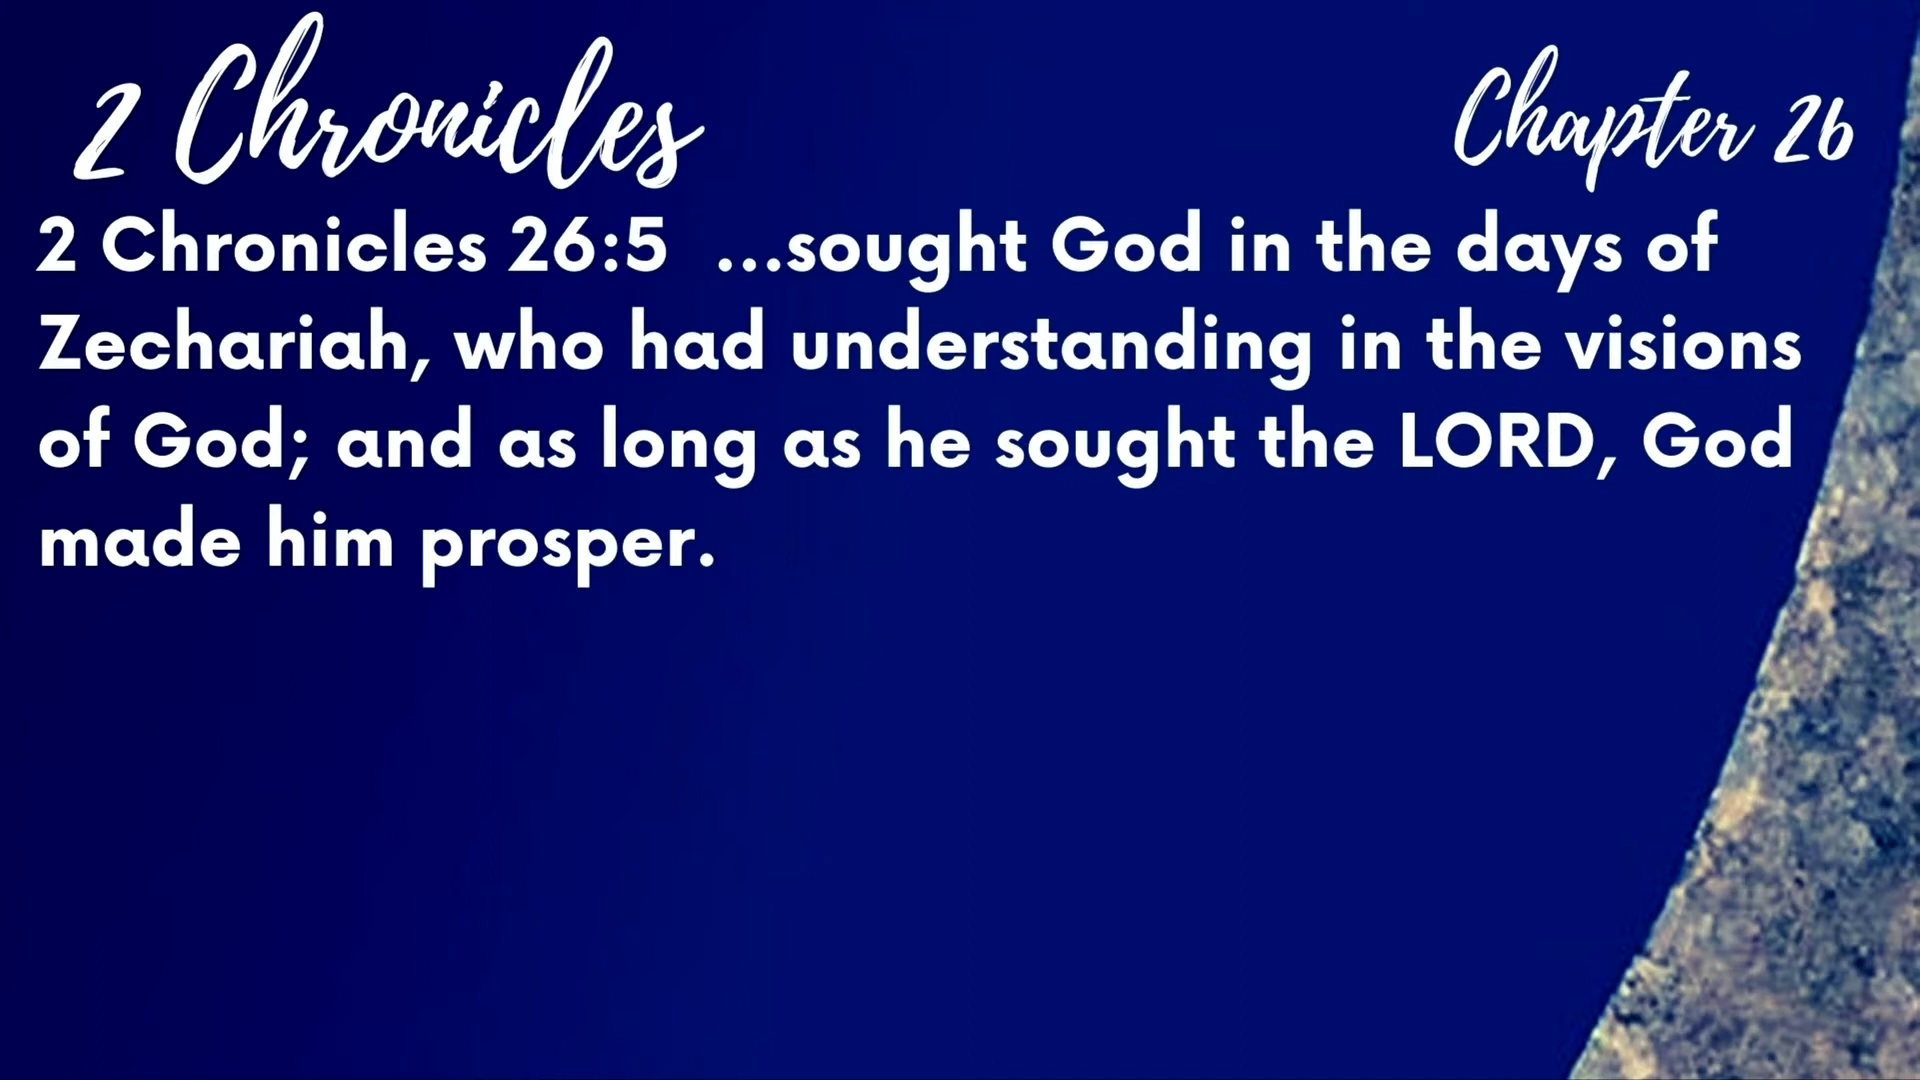 2 Chronicles
Chapter 26
2 Chronicles 26:5  ...sought God in the days of
Zechariah, who had understanding in the visions
of God; and as long as he sought the LORD, God
made him prosper.